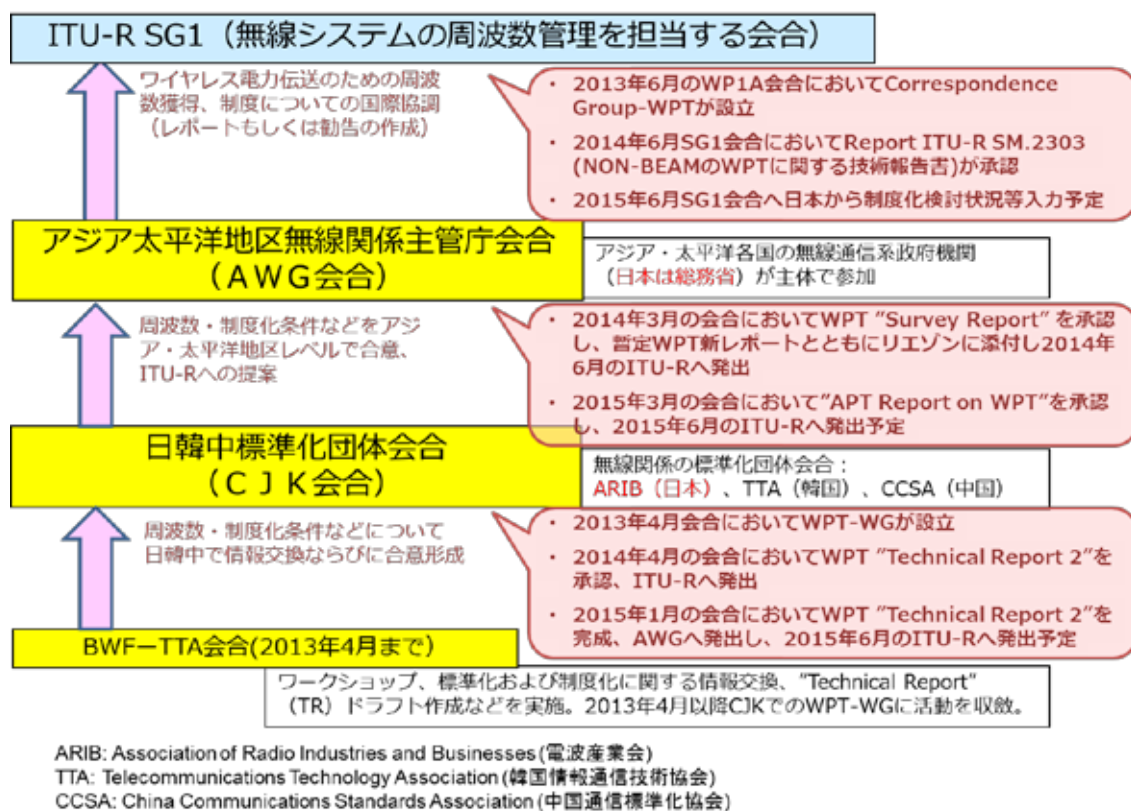 ITU-R SG1（無線システムの周波数管理を担当する会合）
ワイヤレス電力伝送のための周波
数獲得、制度についての国際協調
（レポートもしくは勧告の作成）
・ 2013年6月のWP1A会合においてCorrespondence
Group-WPTが設立
・ 2014年6月SG1会合においてReport ITU-R SM.2303
(NON-BEAMのWPTに関する技術報告書)が承認
・ 2015年6月SG1会合へ日本から制度化検討状況等入力予定
アジア太平洋地区無線関係主管庁会合
（ＡＷＧ会合）
アジア・太平洋各国の無線通信系政府機関
（日本は総務省）が主体で参加
周波数・制度化条件などをアジ
ア・太平洋地区レベルで合意、
ITU-Rへの提案
・ 2014年3月の会合においてWPT ”Survey Report” を承認
し、暫定WPT新レポートとともにリエゾンに添付し2014年
6月のITU-Rへ発出
・ 2015年3月の会合において”APT Report on WPT”を承認
し、2015年6月のITU-Rへ発出予定
日韓中標準化団体会合
（ＣＪＫ会合）
無線関係の標準化団体会合：
ARIB（日本）、TTA（韓国）、CCSA（中国）
周波数・制度化条件などについて
日韓中で情報交換ならびに合意形成
・ 2013年4月会合においてWPT-WGが設立
・ 2014年4月の会合においてWPT ”Technical Report 2”を
承認、ITU-Rへ発出
・ 2015年1月の会合においてWPT ”Technical Report 2”を
完成、AWGへ発出し、2015年6月のITU-Rへ発出予定
BWFーTTA会合(2013年4月まで）
ワークショップ、標準化および制度化に関する情報交換、”Technical Report”
（TR）ドラフト作成などを実施。2013年4月以降CJKでのWPT-WGに活動を収斂。
ARIB: Association of Radio Industries and Businesses (電波産業会)
TTA: Telecommunications Technology Association (韓国情報通信技術協会)
CCSA: China Communications Standards Association (中国通信標準化協会)